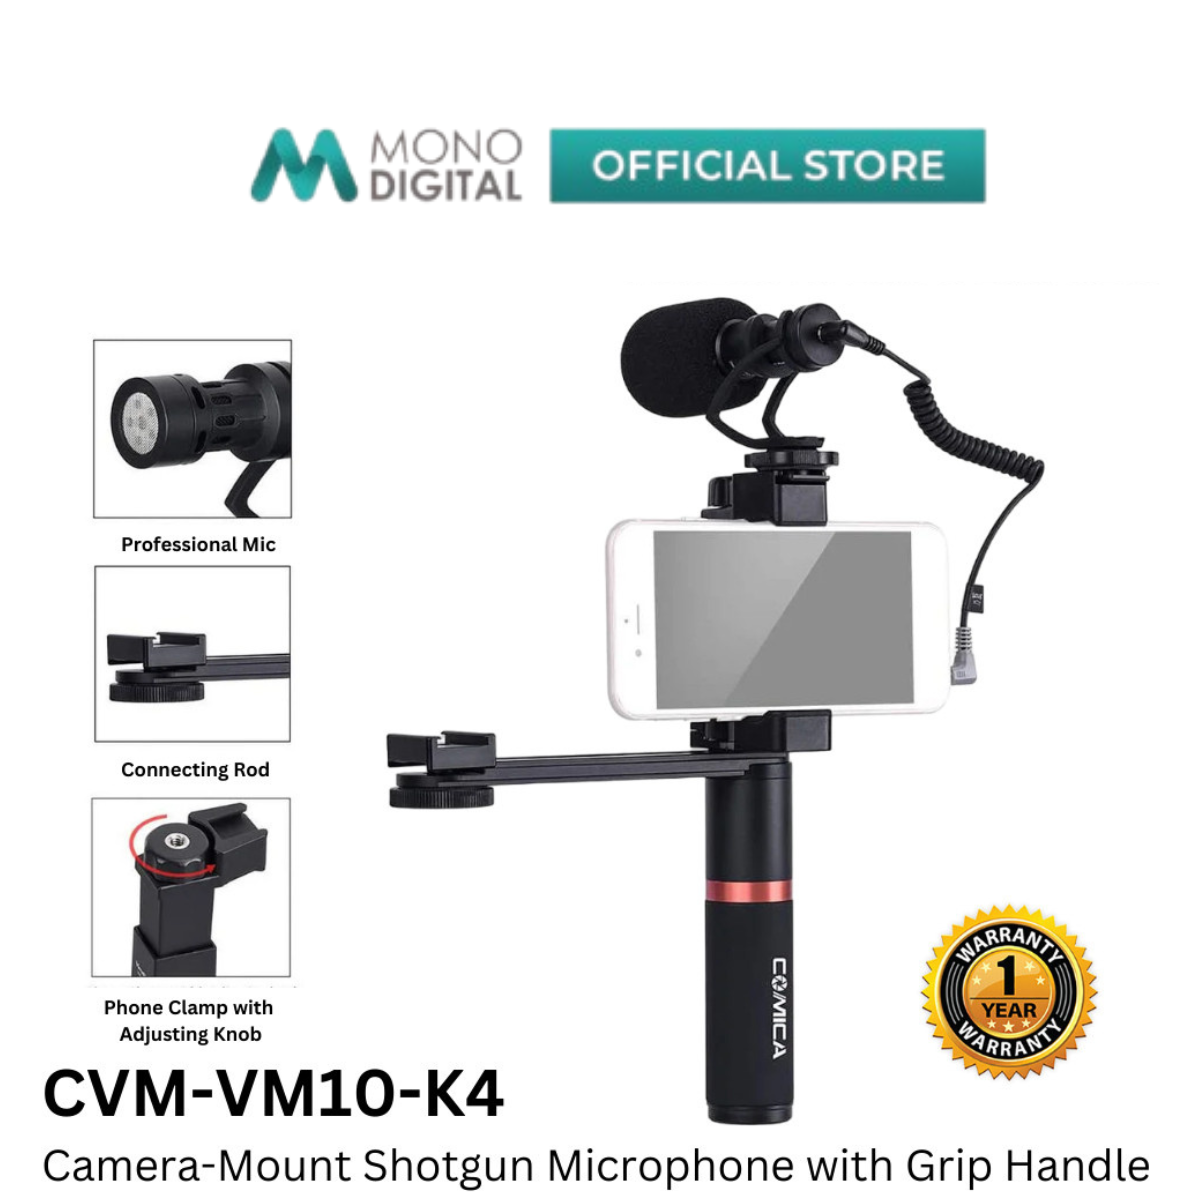 MONO
DIGITAL
OFFICIAL STORE
Professional Mic
Connecting Rod
Phone Clamp with
Adjusting Knob
COMICA
WARRANTY
1
YEAR
WARRANTY
CVM-VM10-K4
Camera-Mount Shotgun Microphone with Grip Handle